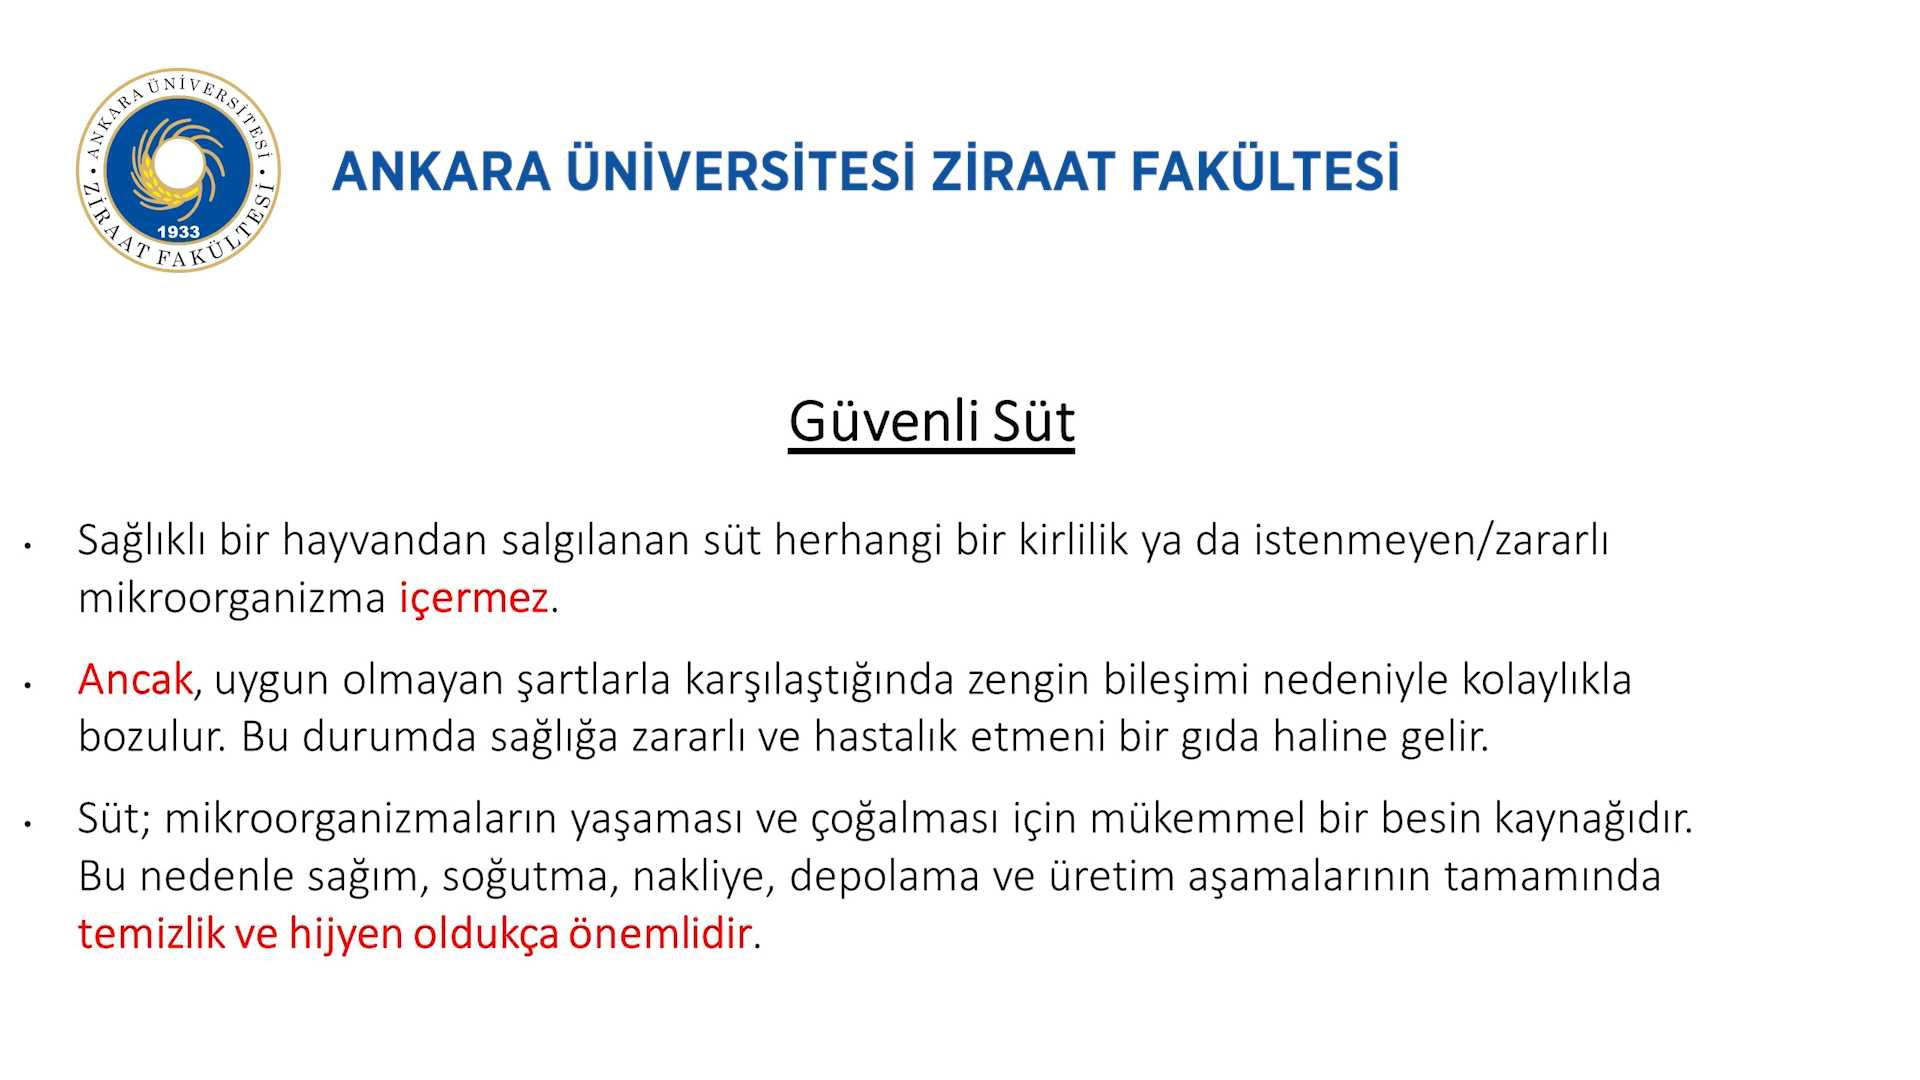 ANKARA ÜNİVERSİTESİ
ZİRAAT FAKÜLTESİ
1933
ANKARA ÜNİVERSİTESİ ZİRAAT FAKÜLTESİ
Güvenli Süt
• Sağlıklı bir hayvandan salgılanan süt herhangi bir kirlilik ya da istenmeyen/zararlı
mikroorganizma içermez.
• Ancak, uygun olmayan şartlarla karşılaştığında zengin bileşimi nedeniyle kolaylıkla
bozulur. Bu durumda sağlığa zararlı ve hastalık etmeni bir gıda haline gelir.
• Süt; mikroorganizmaların yaşaması ve çoğalması için mükemmel bir besin kaynağıdır.
Bu nedenle sağım, soğutma, nakliye, depolama ve üretim aşamalarının tamamında
temizlik ve hijyen oldukça önemlidir.